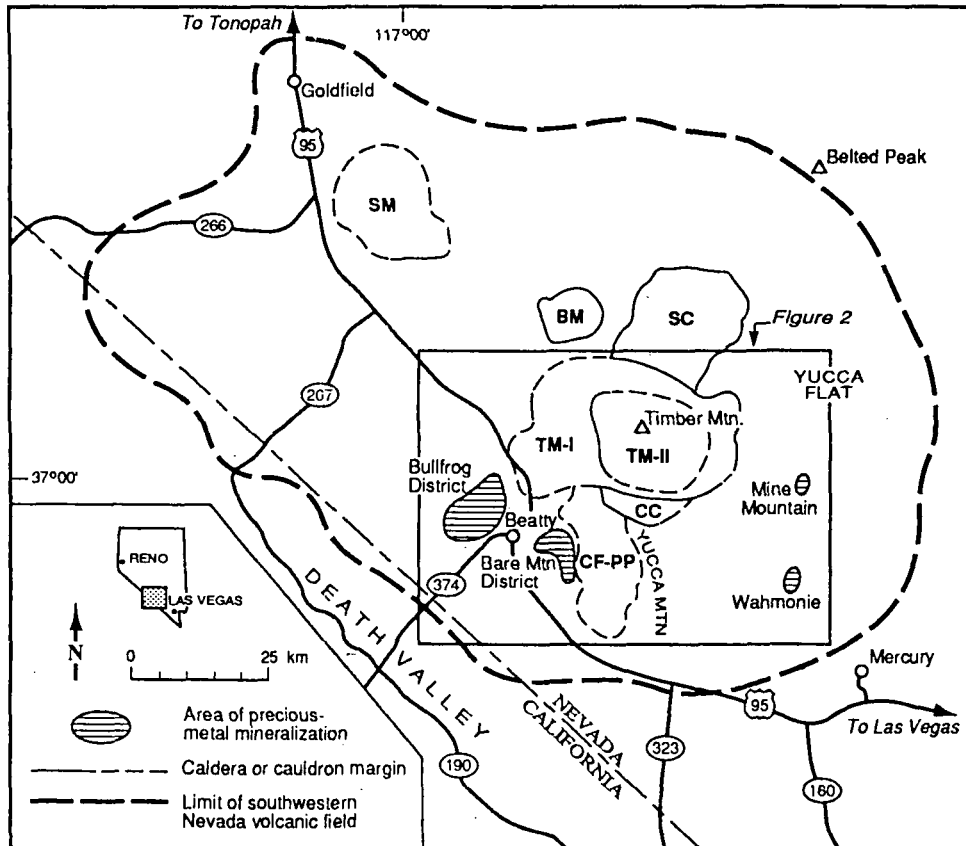 To Tonopah
117°00'
Goldfield
95
Belted Peak
SM
266
BM
SC
Figure 2
YUCCA
FLAT
267
Timber Mtn.
TM-I
TM-II
37°00'
Bullfrog
District
Mine
Mountain
CC
Beatty
Bare Mtn
District
CF-PP
YUCCA MTN
374
Wahmonie
RENO
LAS VEGAS
DEATH VALLEY
N
0 25 km
Mercury
NEVADA
CALIFORNIA
95
To Las Vegas
Area of precious-
metal mineralization
Caldera or cauldron margin
190
323
160
Limit of southwestern
Nevada volcanic field